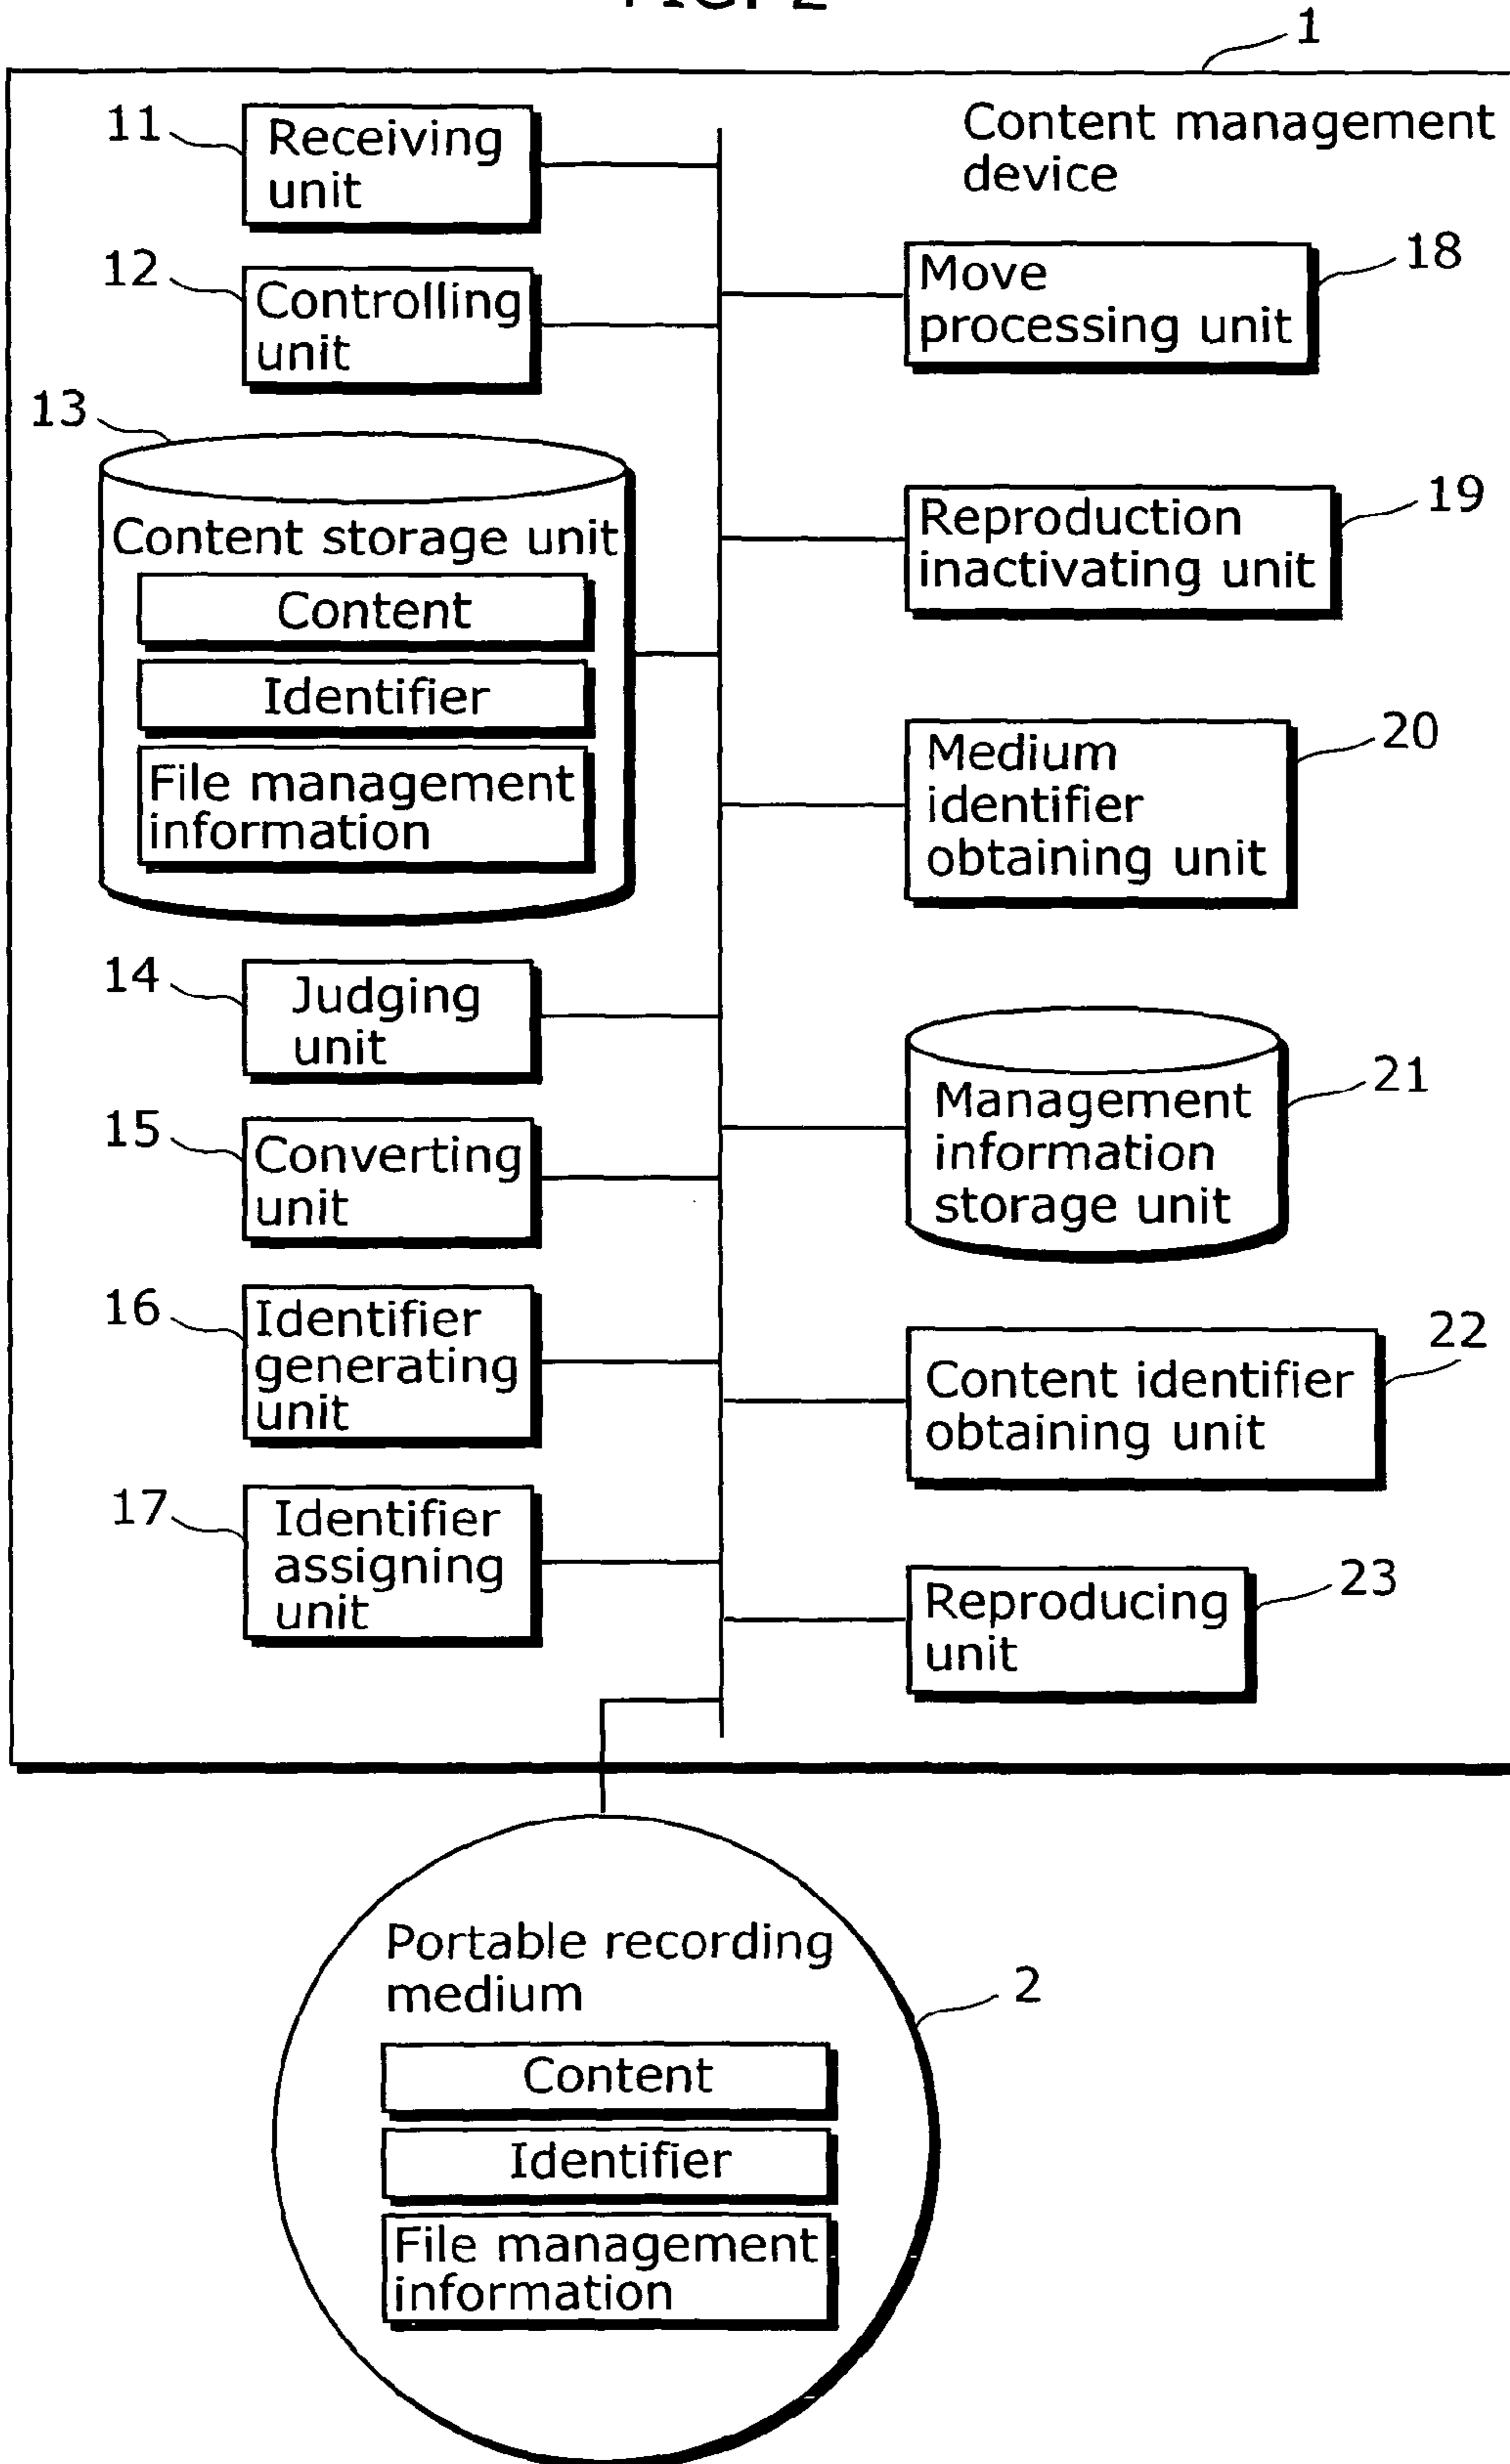 FIG. 2
1
Content management
device
11
Receiving
unit
12
Controlling
unit
13
Content storage unit
Content
Identifier
File management
information
14
Judging
unit
15
Converting
unit
16
Identifier
generating
unit
17
Identifier
assigning
unit
18
Move
processing unit
19
Reproduction
inactivating unit
20
Medium
identifier
obtaining unit
21
Management
information
storage unit
22
Content identifier
obtaining unit
23
Reproducing
unit
Portable recording
medium
2
Content
Identifier
File management
information